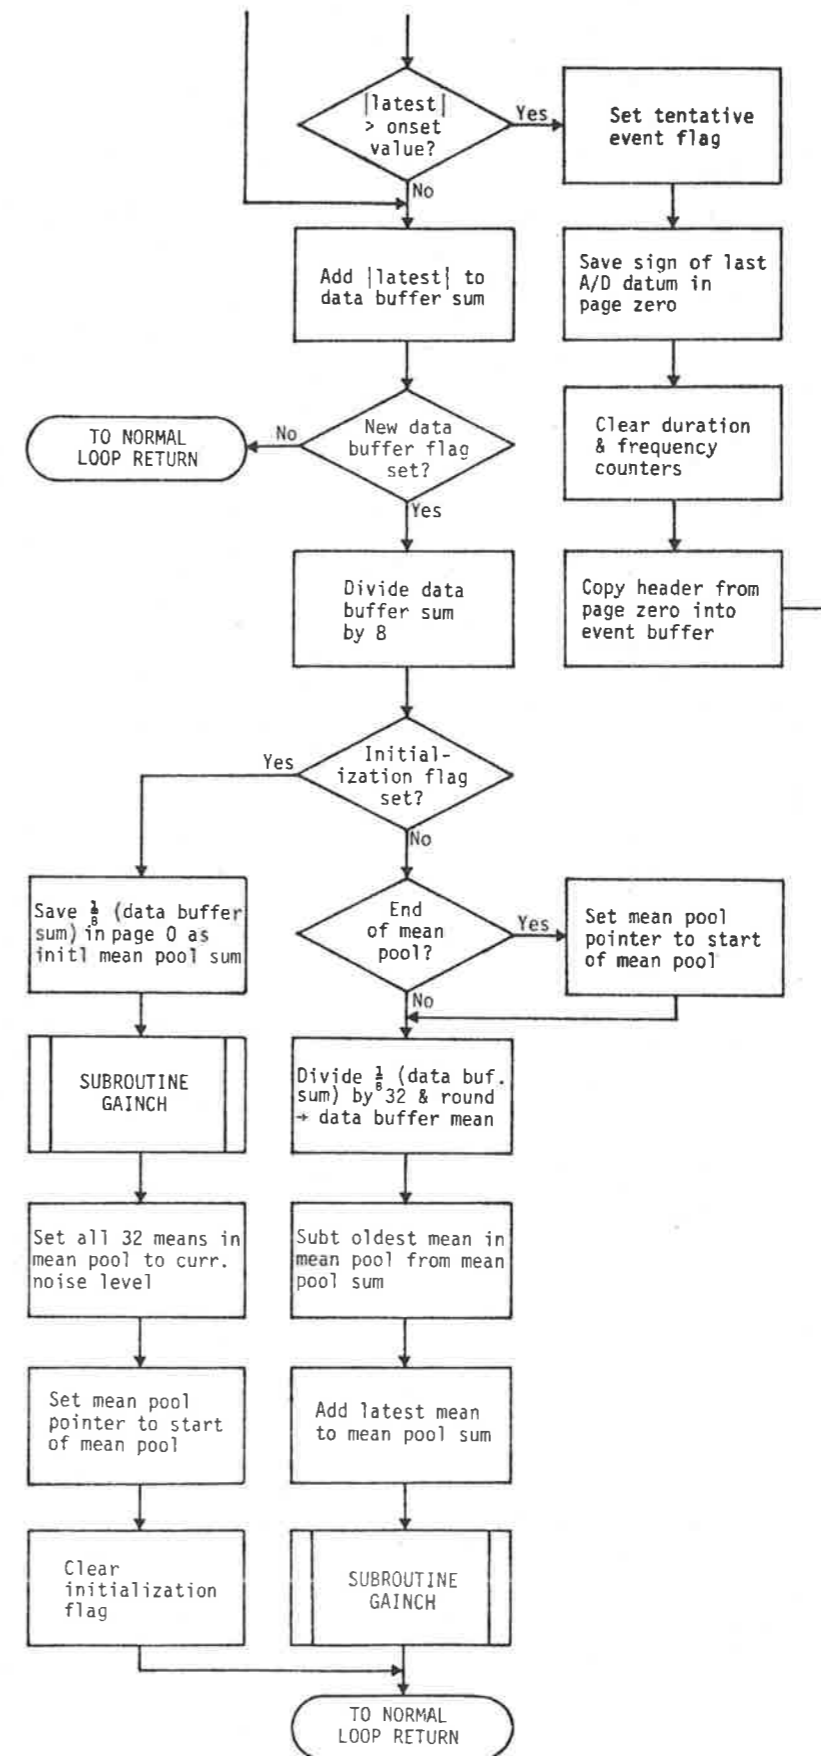 |latest|
> onset
value?
Yes
Set tentative
event flag
No
Add |latest| to
data buffer sum
Save sign of last
A/D datum in
page zero
TO NORMAL
LOOP RETURN
No
New data
buffer flag
set?
Yes
Clear duration
& frequency
counters
Divide data
buffer sum
by 8
Copy header from
page zero into
event buffer
Yes
Initial-
ization flag
set?
No
Save 1/8 (data buffer
sum) in page 0 as
initl mean pool sum
End
of mean
pool?
Yes
Set mean pool
pointer to start
of mean pool
No
SUBROUTINE
GAINCH
Divide 1/8 (data buf.
sum) by 32 & round
→ data buffer mean
Set all 32 means in
mean pool to curr.
noise level
Subt oldest mean in
mean pool from mean
pool sum
Set mean pool
pointer to start
of mean pool
Add latest mean
to mean pool sum
Clear
initialization
flag
SUBROUTINE
GAINCH
TO NORMAL
LOOP RETURN